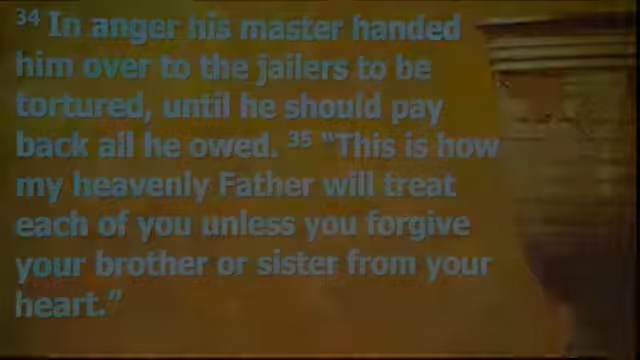 34 In anger his master handed
him over to the jailers to be
tortured, until he should pay
back all he owed. 35 “This is how
my heavenly Father will treat
each of you unless you forgive
your brother or sister from your
heart.”